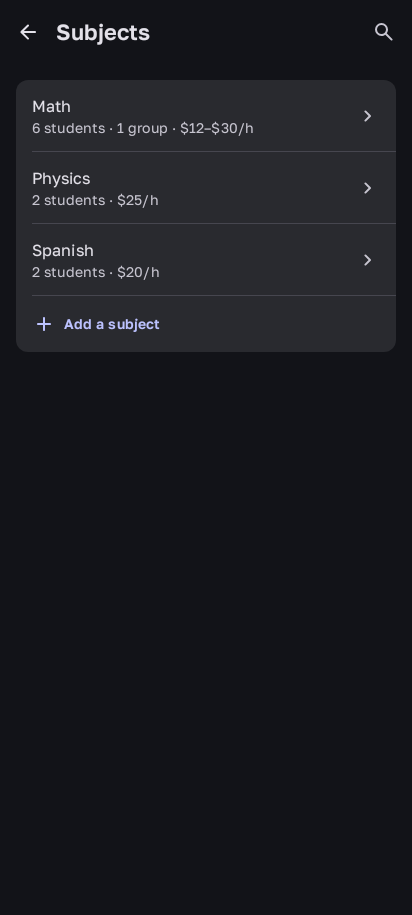 Subjects
Math
6 students · 1 group · $12–$30/h
Physics
2 students · $25/h
Spanish
2 students · $20/h
Add a subject